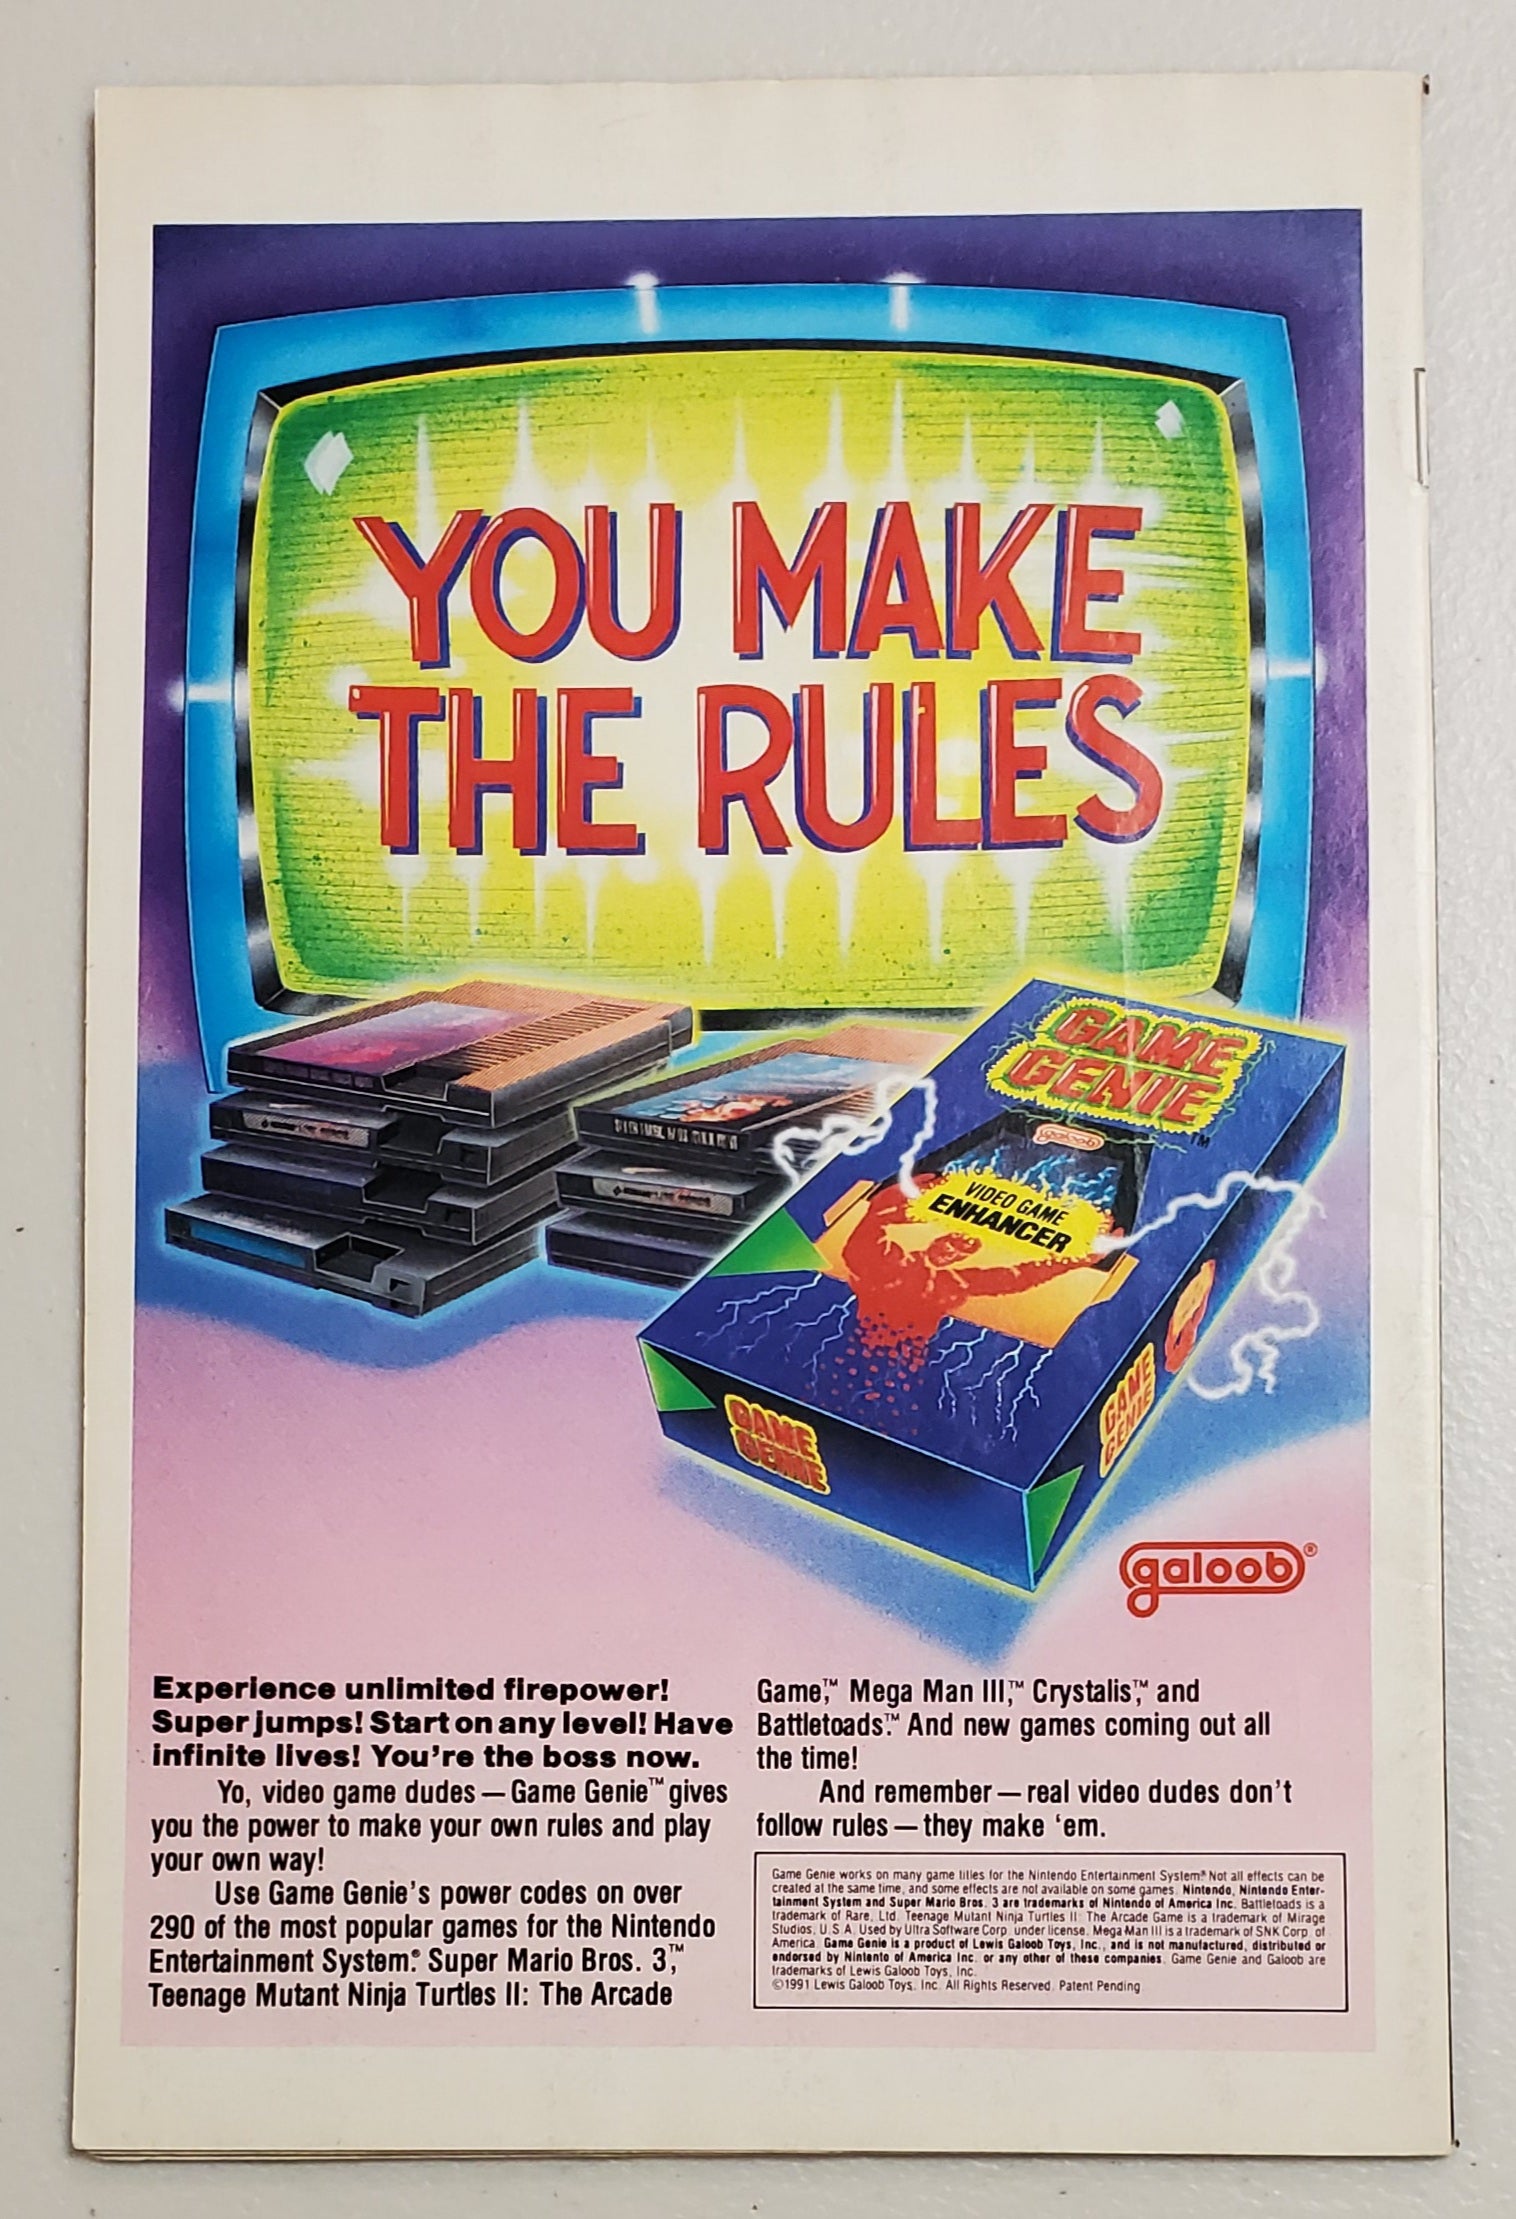 YOU MAKE
THE RULES
GAME
GENIE
TM
galoob
VIDEO GAME
ENHANCER
GAME
GENIE
GAME
GENIE
galoob®
Experience unlimited firepower!
Super jumps! Start on any level! Have
infinite lives! You're the boss now.
Yo, video game dudes — Game Genie™ gives
you the power to make your own rules and play
your own way!
Use Game Genie's power codes on over
290 of the most popular games for the Nintendo
Entertainment System.® Super Mario Bros. 3,™
Teenage Mutant Ninja Turtles II: The Arcade
Game,™ Mega Man III,™ Crystalis,™ and
Battletoads.™ And new games coming out all
the time!
And remember — real video dudes don't
follow rules — they make 'em.
Game Genie works on many game titles for the Nintendo Entertainment System.® Not all effects can be
created at the same time, and some effects are not available on some games. Nintendo, Nintendo Enter-
tainment System and Super Mario Bros. 3 are trademarks of Nintendo of America Inc. Battletoads is a
trademark of Rare, Ltd. Teenage Mutant Ninja Turtles II: The Arcade Game is a trademark of Mirage
Studios, U.S.A. Used by Ultra Software Corp. under license. Mega Man III is a trademark of SNK Corp. of
America. Game Genie is a product of Lewis Galoob Toys, Inc., and is not manufactured, distributed or
endorsed by Nintento of America Inc. or any other of these companies. Game Genie and Galoob are
trademarks of Lewis Galoob Toys, Inc.
©1991 Lewis Galoob Toys, Inc. All Rights Reserved. Patent Pending